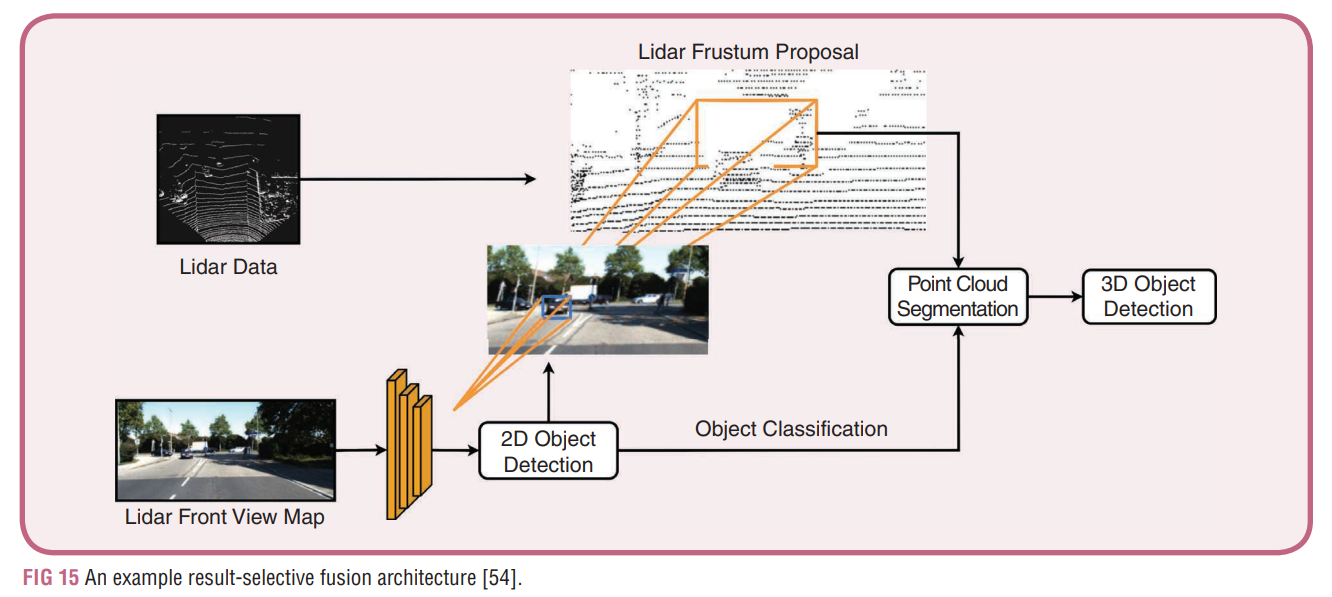 Lidar Frustum Proposal
Lidar Data
Point Cloud
Segmentation
3D Object
Detection
2D Object
Detection
Object Classification
Lidar Front View Map
FIG 15 An example result-selective fusion architecture [54].